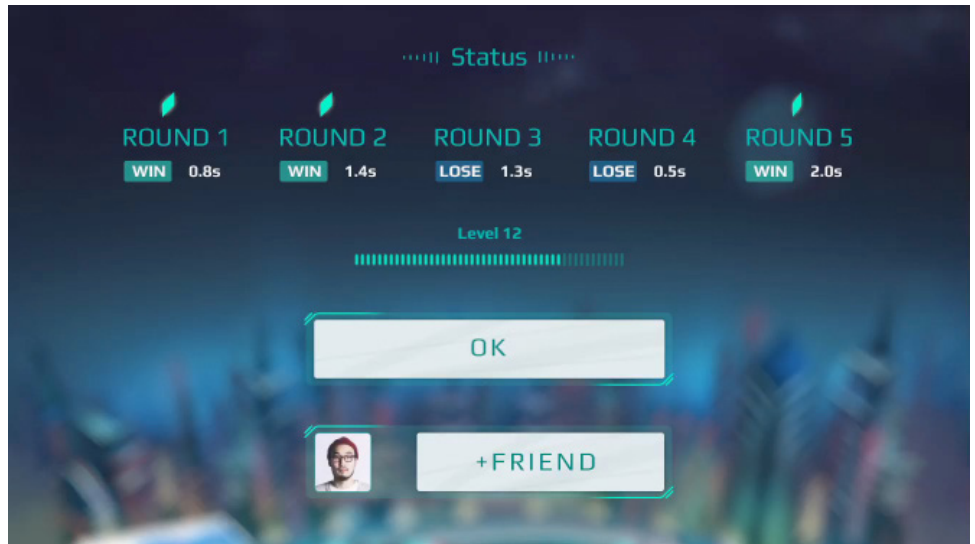 Status
ROUND 1 ROUND 2 ROUND 3 ROUND 4 ROUND 5
WIN 0.8s WIN 1.4s LOSE 1.3s LOSE 0.5s WIN 2.0s
Level 12
OK
+FRIEND